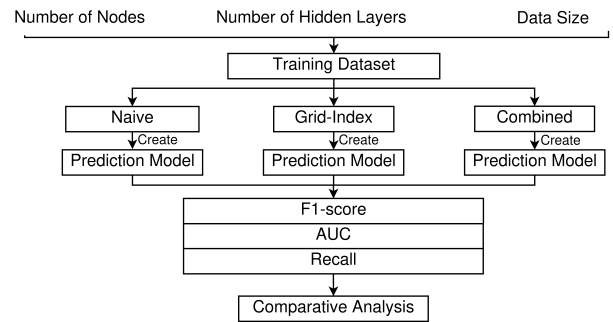 Number of Nodes Number of Hidden Layers Data Size
Training Dataset
Naive Grid-Index Combined
Create Create Create
Prediction Model Prediction Model Prediction Model
F1-score
AUC
Recall
Comparative Analysis